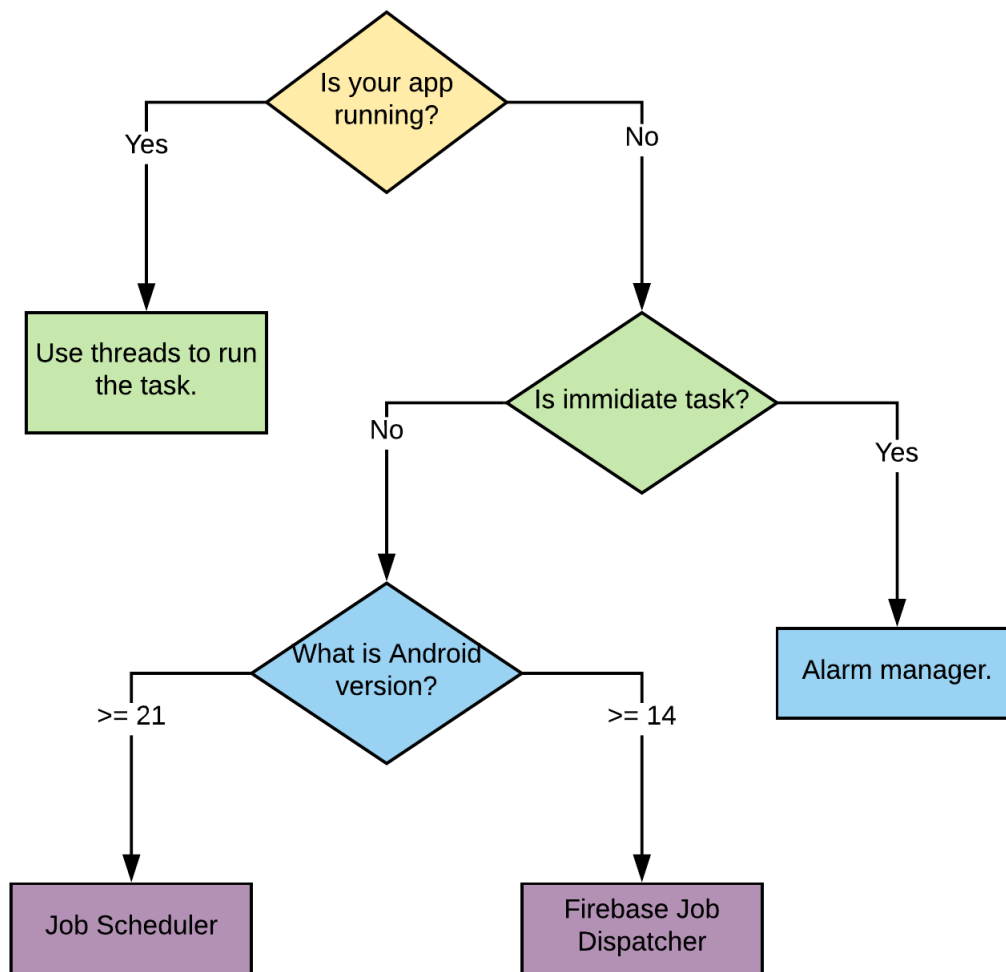 Is your app
running?
Yes
No
Use threads to run
the task.
Is immidiate task?
No
Yes
What is Android
version?
Alarm manager.
>= 21
>= 14
Job Scheduler
Firebase Job
Dispatcher